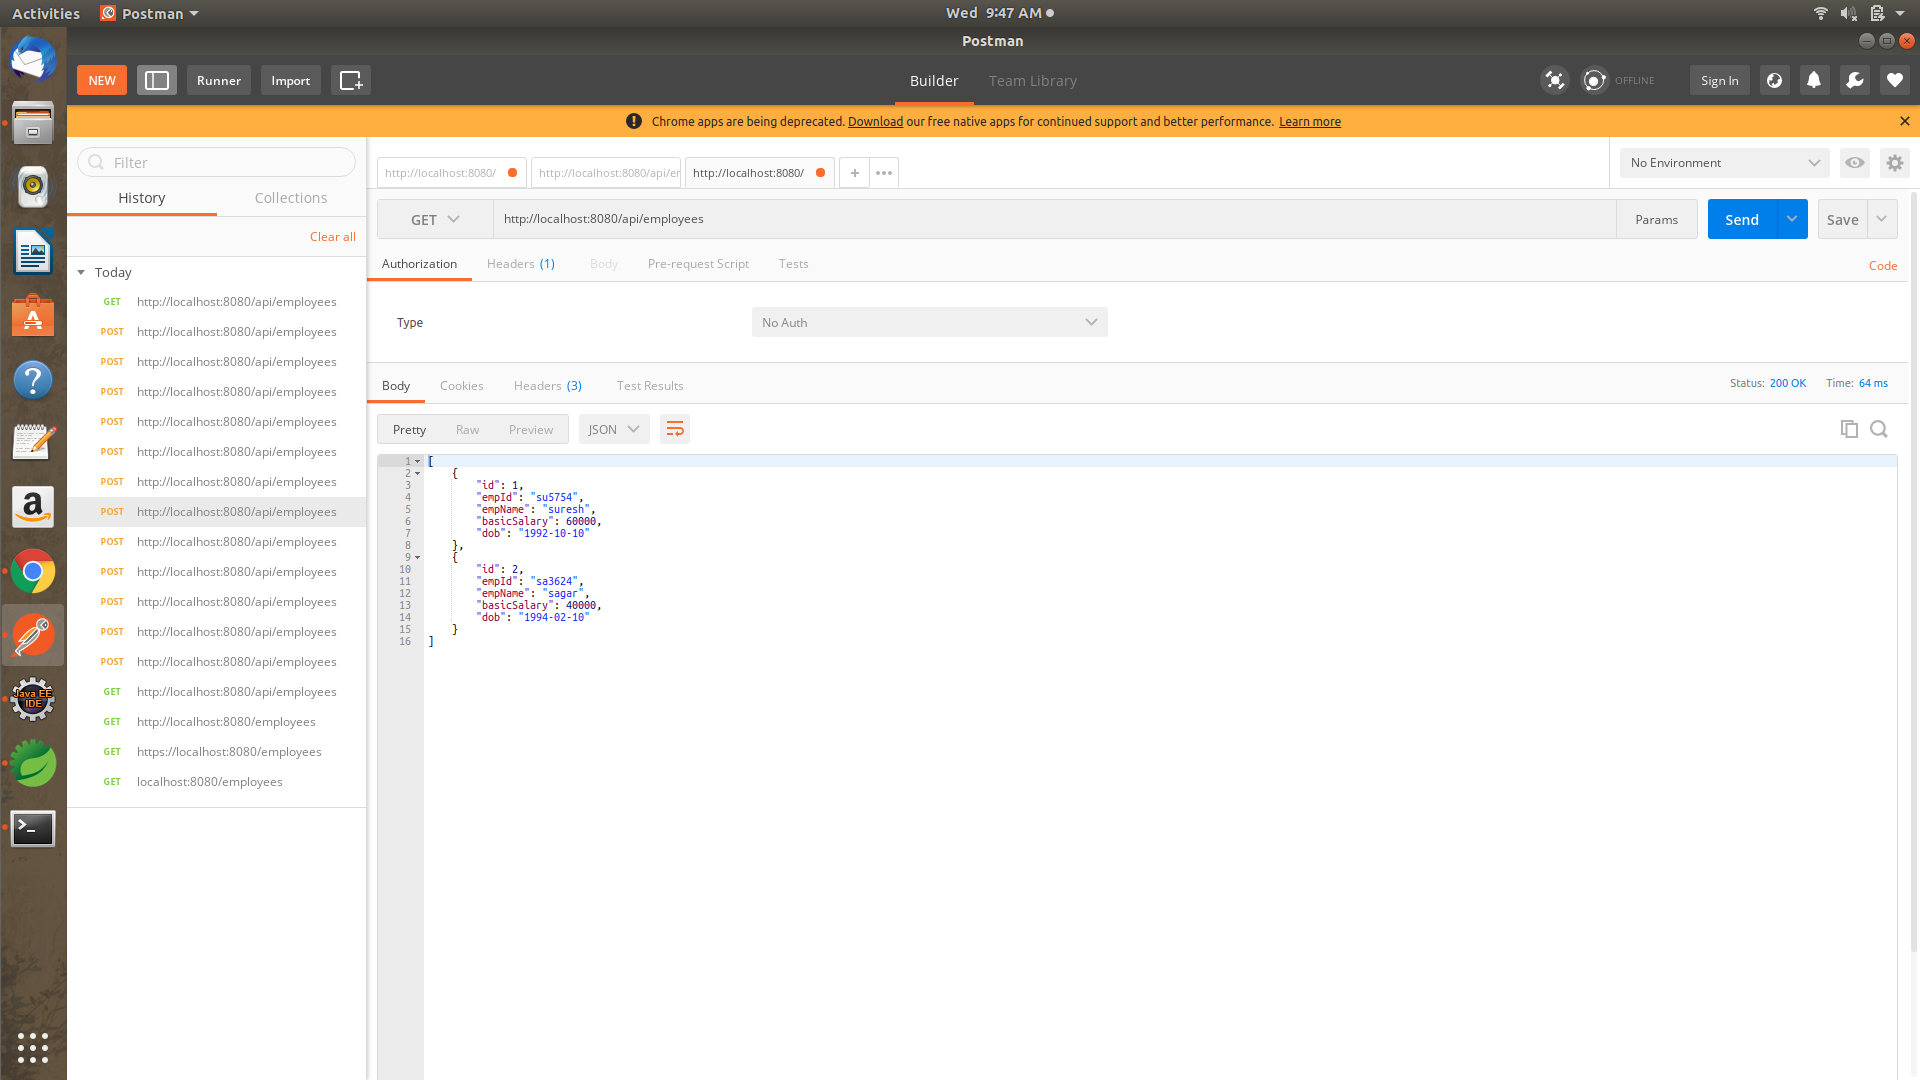 Activities Postman Wed 9:47 AM
Postman
NEW Runner Import Builder Team Library OFFLINE Sign In
Chrome apps are being deprecated. Download our free native apps for continued support and better performance. Learn more
Filter
History Collections
Clear all
Today
GET http://localhost:8080/api/employees
POST http://localhost:8080/api/employees
POST http://localhost:8080/api/employees
POST http://localhost:8080/api/employees
POST http://localhost:8080/api/employees
POST http://localhost:8080/api/employees
POST http://localhost:8080/api/employees
POST http://localhost:8080/api/employees
POST http://localhost:8080/api/employees
POST http://localhost:8080/api/employees
POST http://localhost:8080/api/employees
POST http://localhost:8080/api/employees
POST http://localhost:8080/api/employees
GET http://localhost:8080/api/employees
GET http://localhost:8080/employees
GET https://localhost:8080/employees
GET localhost:8080/employees
http://localhost:8080/ http://localhost:8080/api/er http://localhost:8080/ + •••
No Environment
GET http://localhost:8080/api/employees Params Send Save
Authorization Headers (1) Body Pre-request Script Tests Code
Type No Auth
Body Cookies Headers (3) Test Results Status: 200 OK Time: 64 ms
Pretty Raw Preview JSON
1 [
2 {
3 "id": 1,
4 "empId": "su5754",
5 "empName": "suresh",
6 "basicSalary": 60000,
7 "dob": "1992-10-10"
8 },
9 {
10 "id": 2,
11 "empId": "sa3624",
12 "empName": "sagar",
13 "basicSalary": 40000,
14 "dob": "1994-02-10"
15 }
16 ]
Java EE
IDE